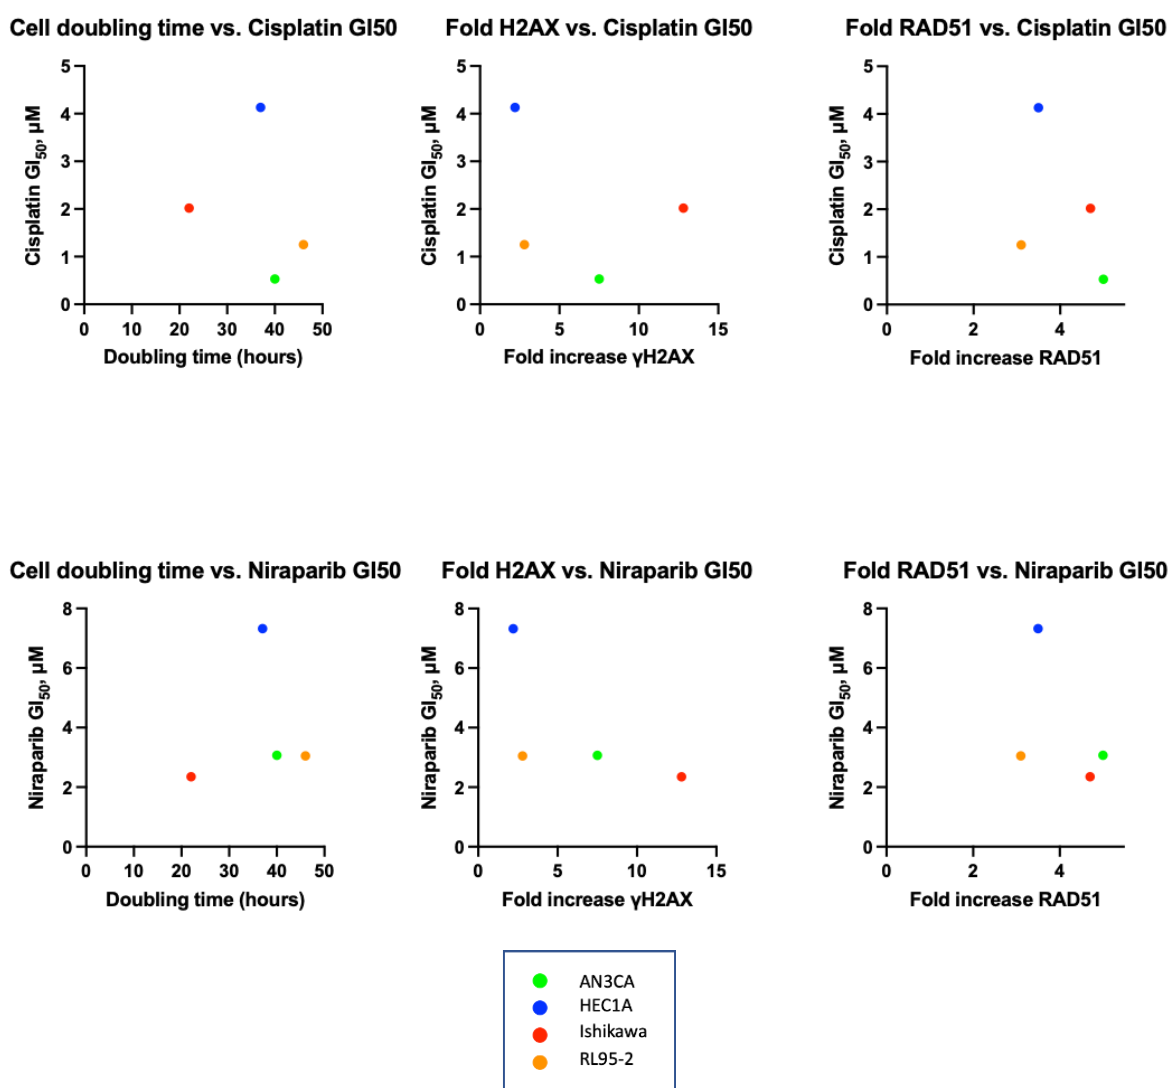 Cell doubling time vs. Cisplatin GI50
5
4
3
2
1
0
Cisplatin GI50, µM
0 10 20 30 40 50
Doubling time (hours)
Fold H2AX vs. Cisplatin GI50
5
4
3
2
1
0
Cisplatin GI50, µM
0 5 10 15
Fold increase γH2AX
Fold RAD51 vs. Cisplatin GI50
5
4
3
2
1
0
Cisplatin GI50, µM
0 2 4
Fold increase RAD51
Cell doubling time vs. Niraparib GI50
8
6
4
2
0
Niraparib GI50, µM
0 10 20 30 40 50
Doubling time (hours)
Fold H2AX vs. Niraparib GI50
8
6
4
2
0
Niraparib GI50, µM
0 5 10 15
Fold increase γH2AX
Fold RAD51 vs. Niraparib GI50
8
6
4
2
0
Niraparib GI50, µM
0 2 4
Fold increase RAD51
AN3CA
HEC1A
Ishikawa
RL95-2